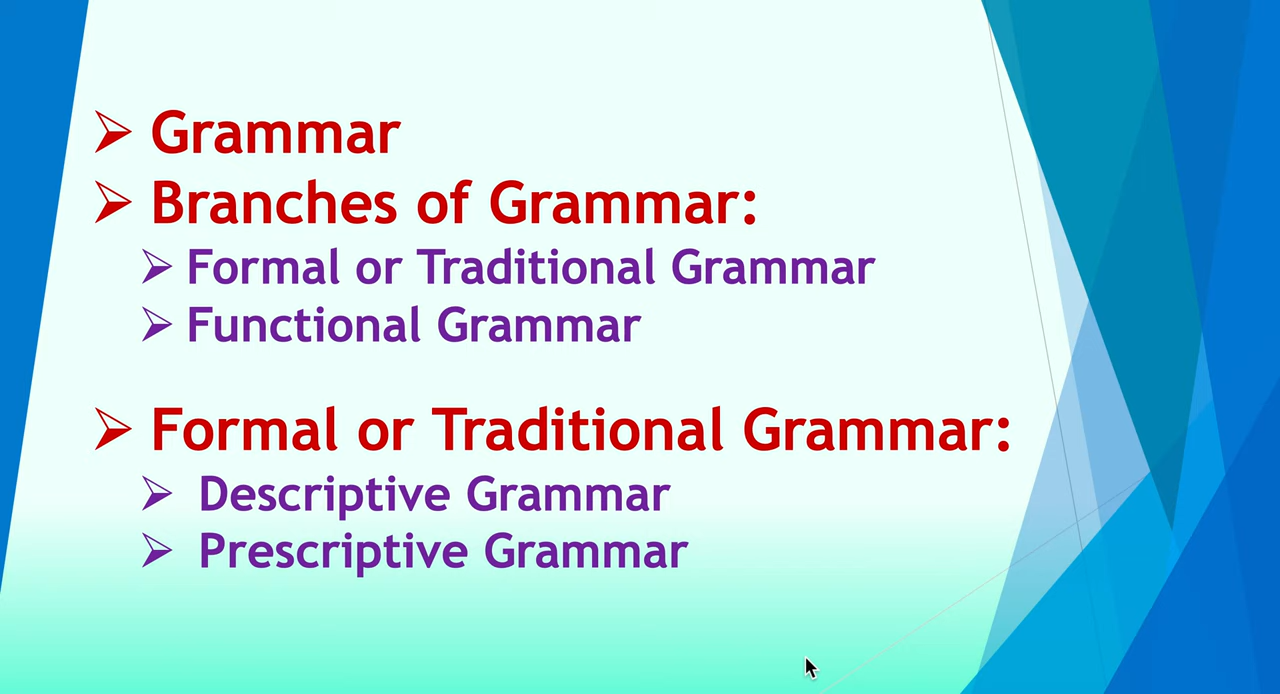 ➢ Grammar
➢ Branches of Grammar:
➢ Formal or Traditional Grammar
➢ Functional Grammar
➢ Formal or Traditional Grammar:
➢ Descriptive Grammar
➢ Prescriptive Grammar